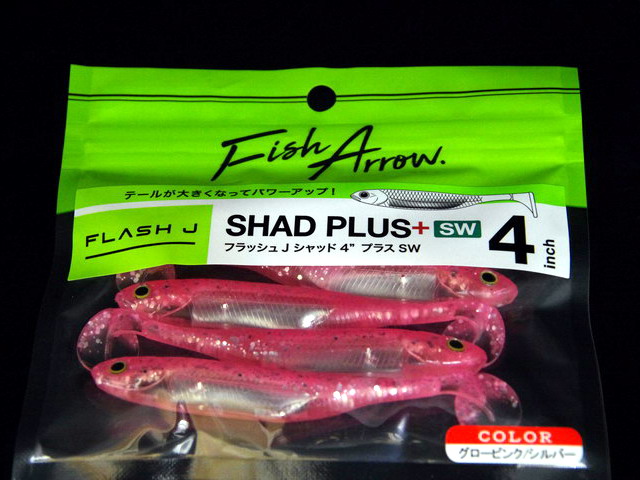 Fish Arrow.
テールが大きくなってパワーアップ！
FLASH J
SHAD PLUS+ SW
フラッシュ J シャッド 4” プラス SW
4 inch
COLOR
グローピンク/シルバー